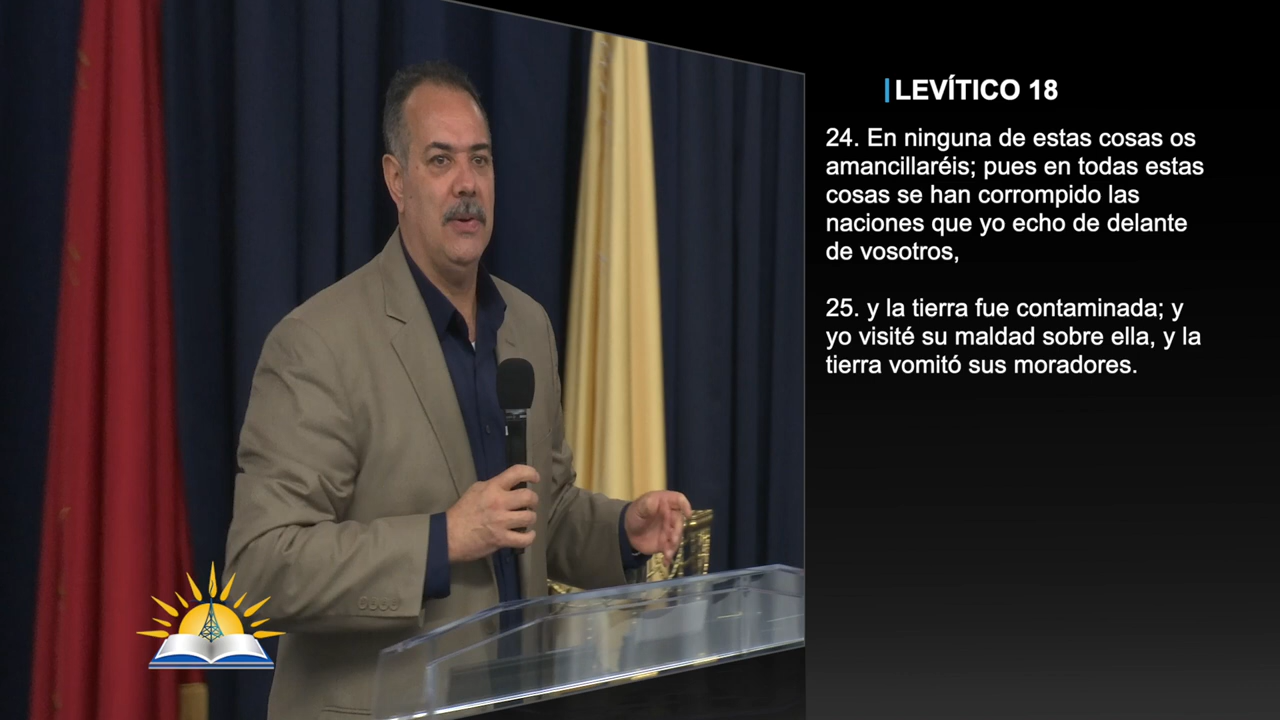 LEVÍTICO 18
24. En ninguna de estas cosas os
amancillaréis; pues en todas estas
cosas se han corrompido las
naciones que yo echo de delante
de vosotros,
25. y la tierra fue contaminada; y
yo visité su maldad sobre ella, y la
tierra vomitó sus moradores.